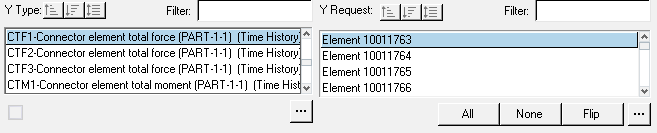 Y Type: Filter: Y Request: Filter:
CTF1-Connector element total force (PART-1-1) (Time History)
CTF2-Connector element total force (PART-1-1) (Time History)
CTF3-Connector element total force (PART-1-1) (Time History)
CTM1-Connector element total moment (PART-1-1) (Time Histor
Element 10011763
Element 10011764
Element 10011765
Element 10011766
...
All None Flip ...